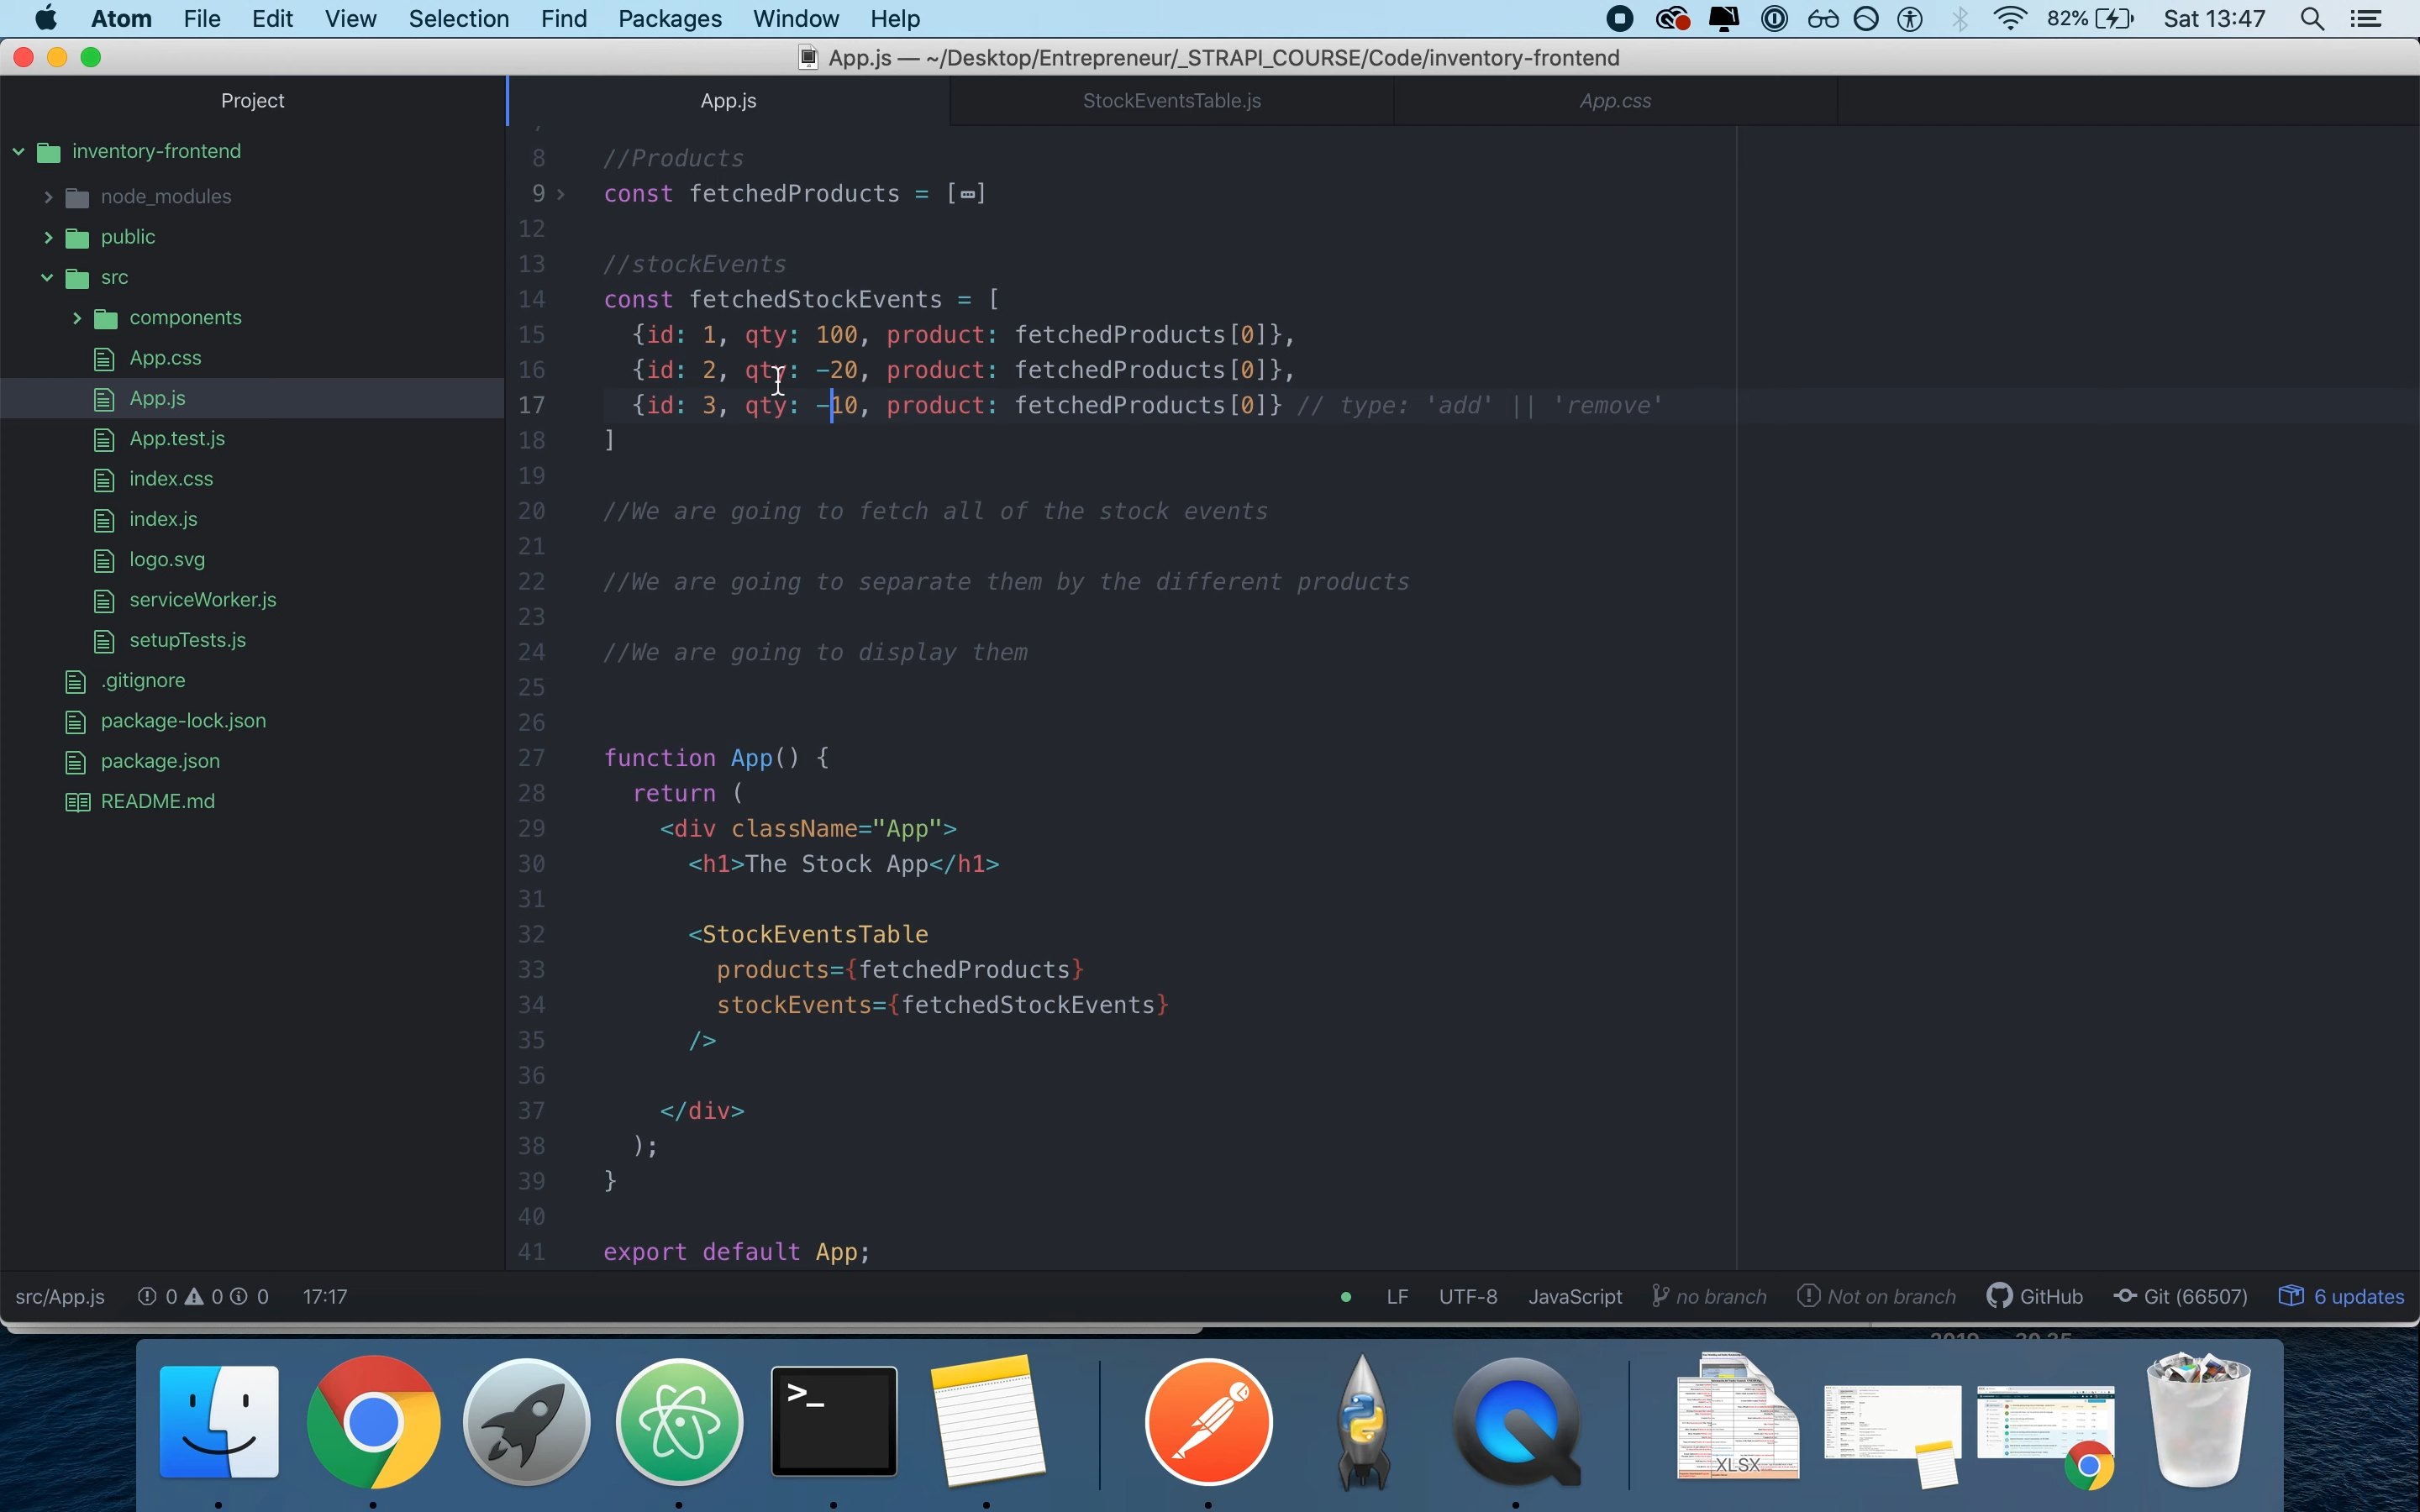 Atom File Edit View Selection Find Packages Window Help 82% Sat 13:47
App.js — ~/Desktop/Entrepreneur/_STRAPI_COURSE/Code/inventory-frontend
Project
inventory-frontend
node_modules
public
src
components
App.css
App.js
App.test.js
index.css
index.js
logo.svg
serviceWorker.js
setupTests.js
.gitignore
package-lock.json
package.json
README.md
App.js StockEventsTable.js App.css
8 //Products
9 const fetchedProducts = […]
12
13 //stockEvents
14 const fetchedStockEvents = [
15 {id: 1, qty: 100, product: fetchedProducts[0]},
16 {id: 2, qty: -20, product: fetchedProducts[0]},
17 {id: 3, qty: -10, product: fetchedProducts[0]} // type: 'add' || 'remove'
18 ]
19
20 //We are going to fetch all of the stock events
21
22 //We are going to separate them by the different products
23
24 //We are going to display them
25
26
27 function App() {
28 return (
29 <div className="App">
30 <h1>The Stock App</h1>
31
32 <StockEventsTable
33 products={fetchedProducts}
34 stockEvents={fetchedStockEvents}
35 />
36
37 </div>
38 );
39 }
40
41 export default App;
src/App.js 0 0 0 17:17 LF UTF-8 JavaScript no branch Not on branch GitHub Git (66507) 6 updates
>_
XLSX